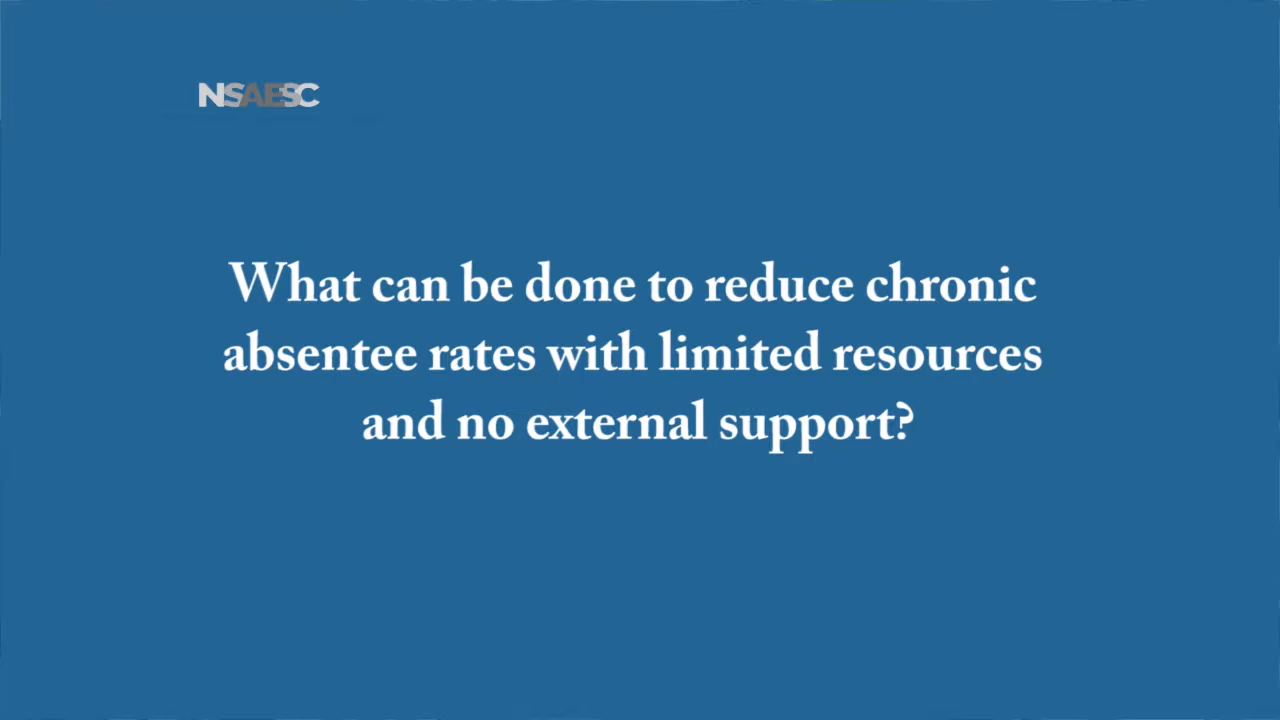 NSAESC
What can be done to reduce chronic
absentee rates with limited resources
and no external support?